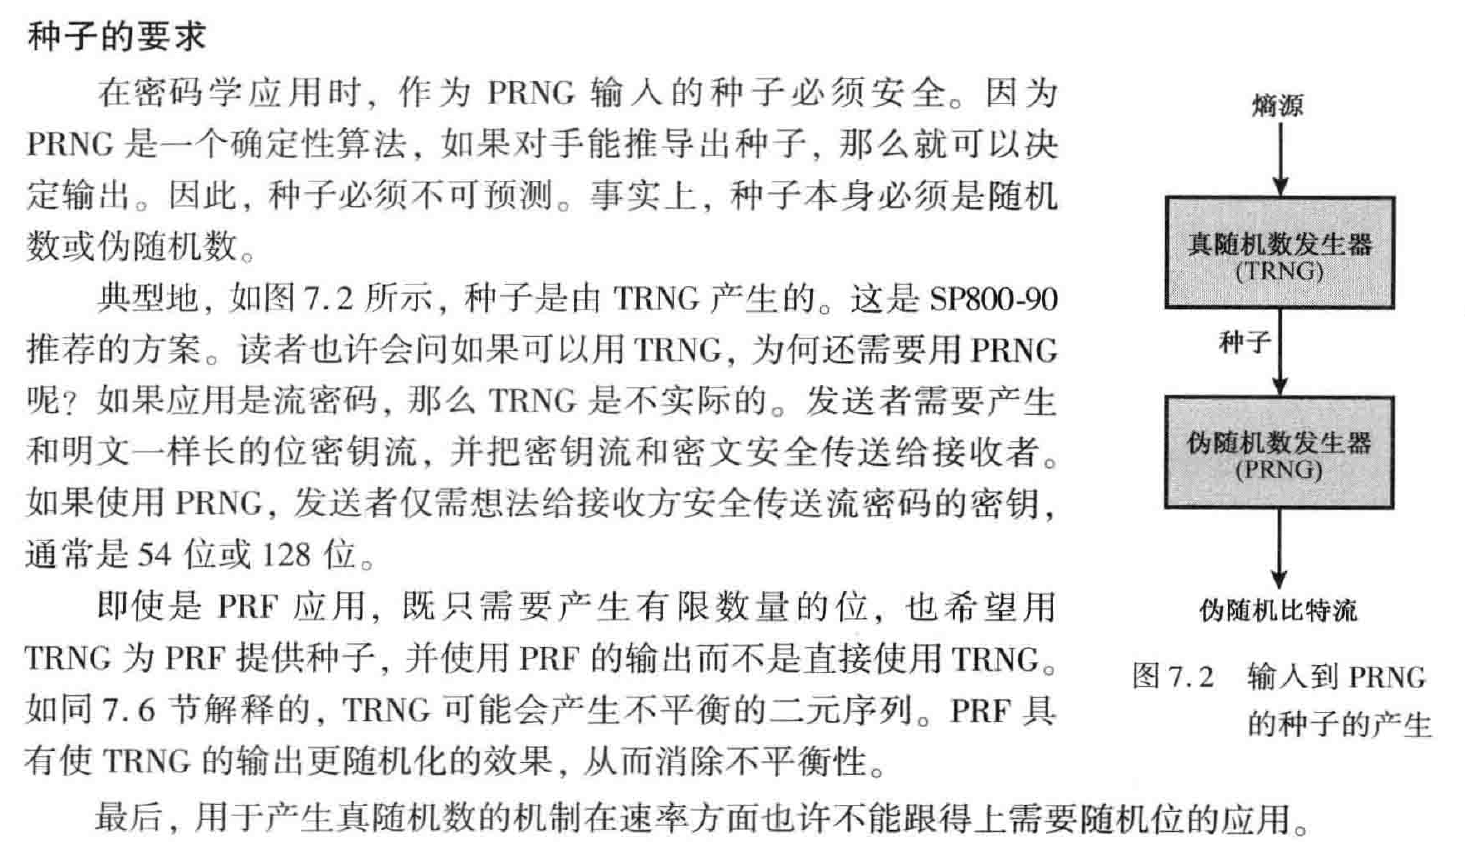 种子的要求
在密码学应用时，作为 PRNG 输入的种子必须安全。因为
PRNG 是一个确定性算法，如果对手能推导出种子，那么就可以决
定输出。因此，种子必须不可预测。事实上，种子本身必须是随机
数或伪随机数。
典型地，如图 7.2 所示，种子是由 TRNG 产生的。这是 SP800-90
推荐的方案。读者也许会问如果可以用 TRNG，为何还需要用 PRNG
呢？如果应用是流密码，那么 TRNG 是不实际的。发送者需要产生
和明文一样长的位密钥流，并把密钥流和密文安全传送给接收者。
如果使用 PRNG，发送者仅需想法给接收方安全传送流密码的密钥，
通常是 54 位或 128 位。
即使是 PRF 应用，既只需要产生有限数量的位，也希望用
TRNG 为 PRF 提供种子，并使用 PRF 的输出而不是直接使用 TRNG。
如同 7.6 节解释的，TRNG 可能会产生不平衡的二元序列。PRF 具
有使 TRNG 的输出更随机化的效果，从而消除不平衡性。
最后，用于产生真随机数的机制在速率方面也许不能跟得上需要随机位的应用。
熵源
真随机数发生器
(TRNG)
种子
伪随机数发生器
(PRNG)
伪随机比特流
图 7.2 输入到 PRNG
的种子的产生